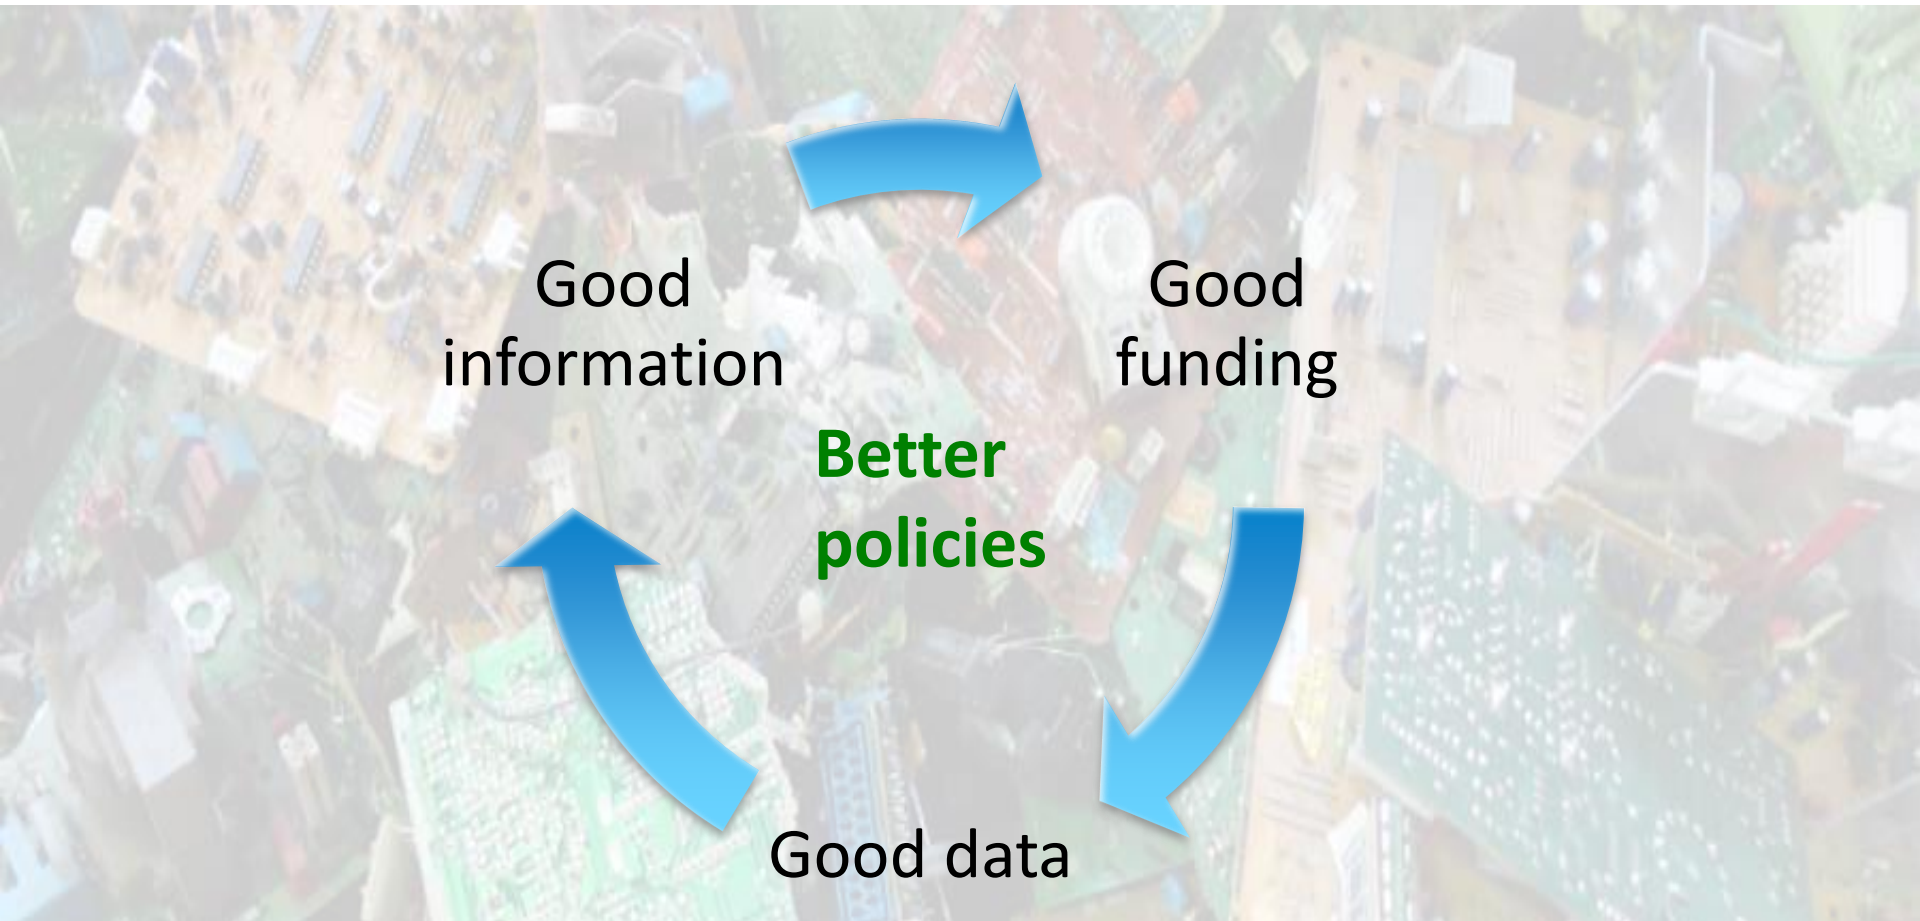 Good
information
Good
funding
Better
policies
Good data